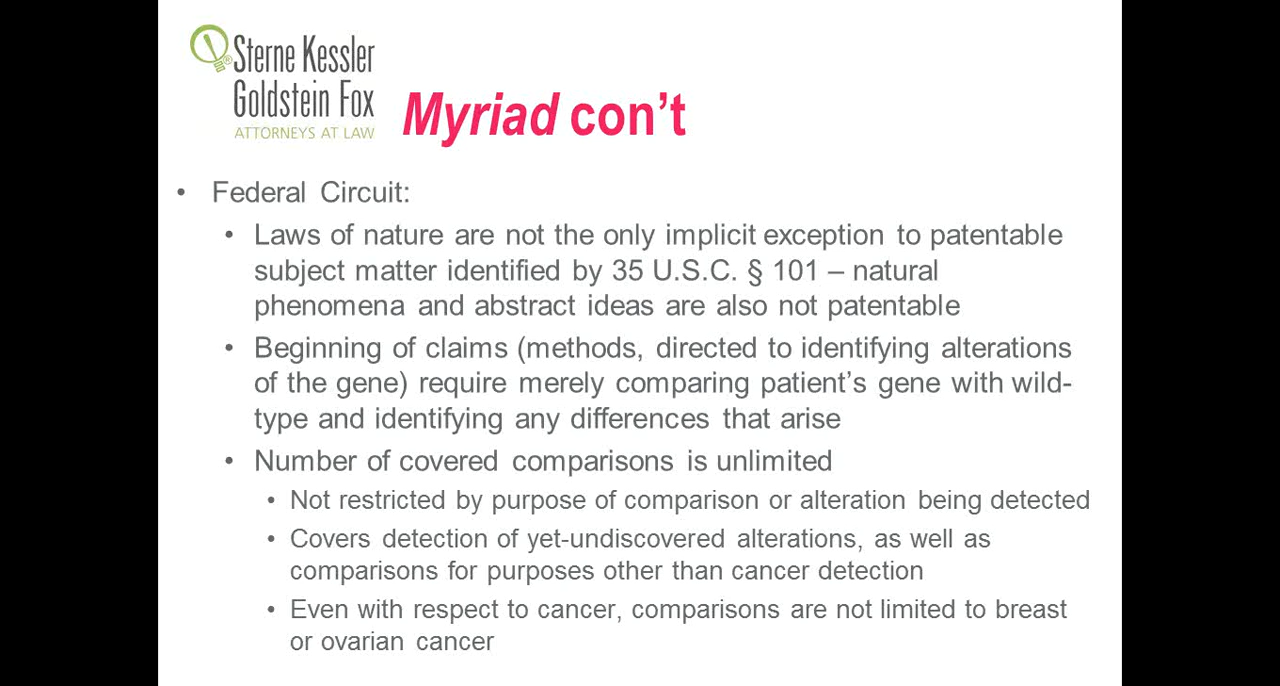 Sterne Kessler
Goldstein Fox
ATTORNEYS AT LAW
Myriad con't
• Federal Circuit:
• Laws of nature are not the only implicit exception to patentable
subject matter identified by 35 U.S.C. § 101 – natural
phenomena and abstract ideas are also not patentable
• Beginning of claims (methods, directed to identifying alterations
of the gene) require merely comparing patient's gene with wild-
type and identifying any differences that arise
• Number of covered comparisons is unlimited
• Not restricted by purpose of comparison or alteration being detected
• Covers detection of yet-undiscovered alterations, as well as
comparisons for purposes other than cancer detection
• Even with respect to cancer, comparisons are not limited to breast
or ovarian cancer